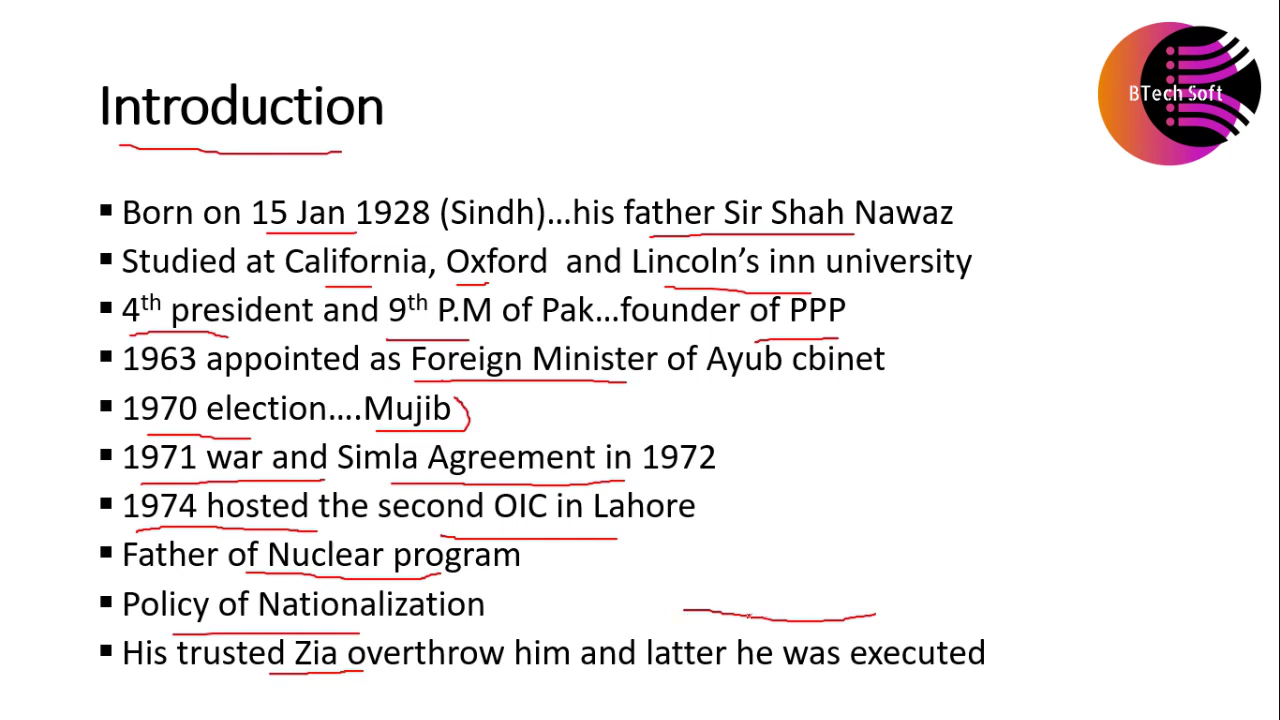 BTech Soft
Introduction
▪ Born on 15 Jan 1928 (Sindh)...his father Sir Shah Nawaz
▪ Studied at California, Oxford  and Lincoln’s inn university
▪ 4th president and 9th P.M of Pak...founder of PPP
▪ 1963 appointed as Foreign Minister of Ayub cbinet
▪ 1970 election....Mujib
▪ 1971 war and Simla Agreement in 1972
▪ 1974 hosted the second OIC in Lahore
▪ Father of Nuclear program
▪ Policy of Nationalization
▪ His trusted Zia overthrow him and latter he was executed